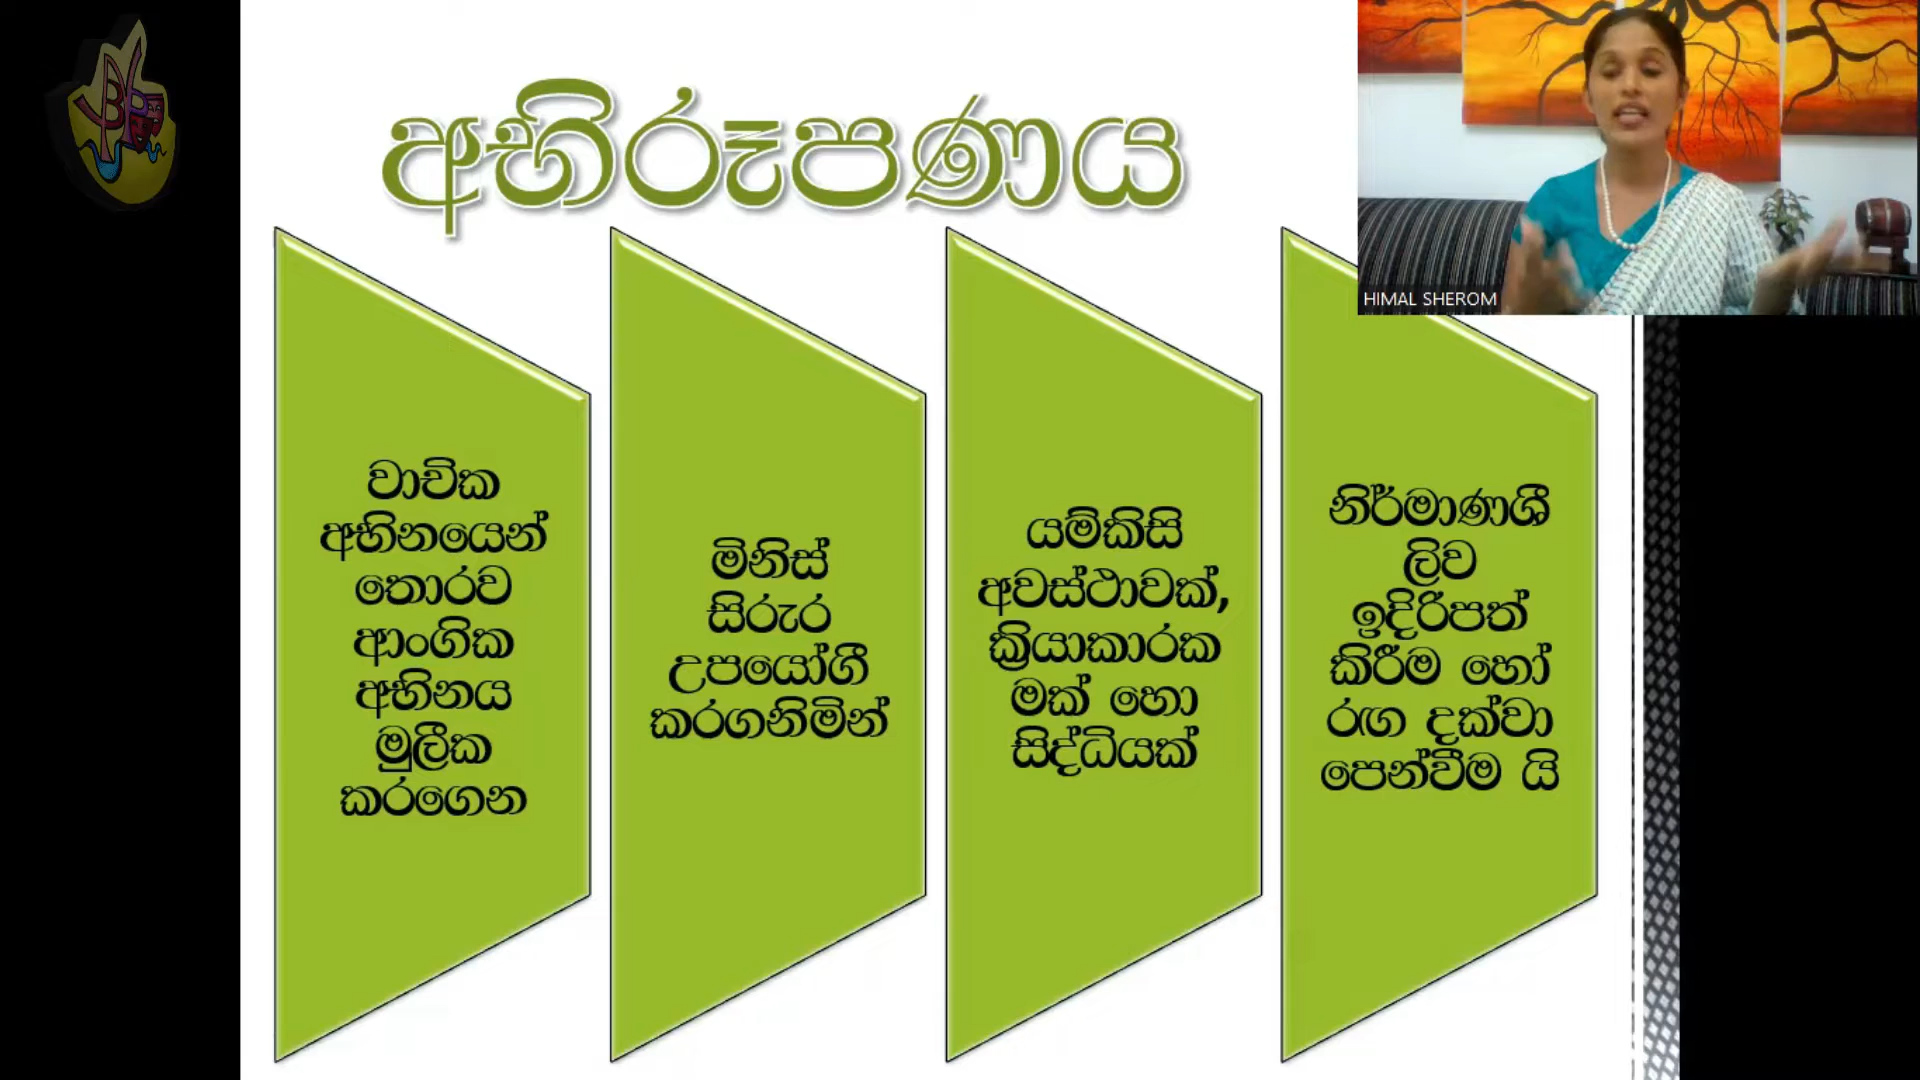 අභිරූපණය
වාචික
අභිනයෙන්
තොරව
ආංගික
අභිනය
මුලීක
කරගෙන
මිනිස්
සිරුර
උපයෝගී
කරගනිමින්
යම්කිසි
අවස්ථාවක්,
ක්‍රියාකාරක
මක් හො
සිද්ධියක්
නිර්මාණශී
ලිව
ඉදිරිපත්
කිරීම හෝ
රඟ දක්වා
පෙන්වීම යි
HIMAL SHEROM